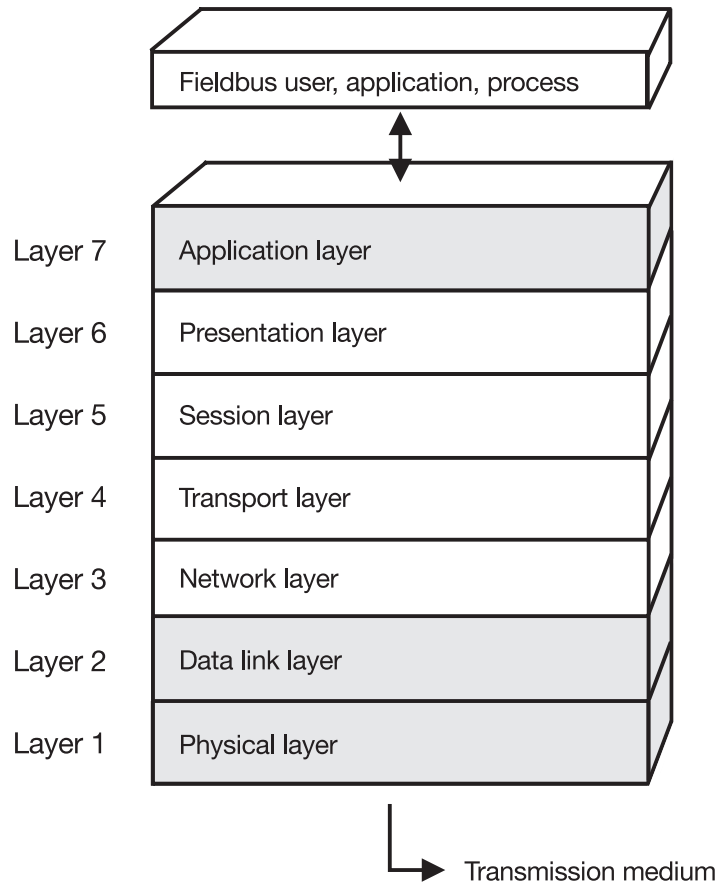 Fieldbus user, application, process
Layer 7 Application layer
Layer 6 Presentation layer
Layer 5 Session layer
Layer 4 Transport layer
Layer 3 Network layer
Layer 2 Data link layer
Layer 1 Physical layer
Transmission medium